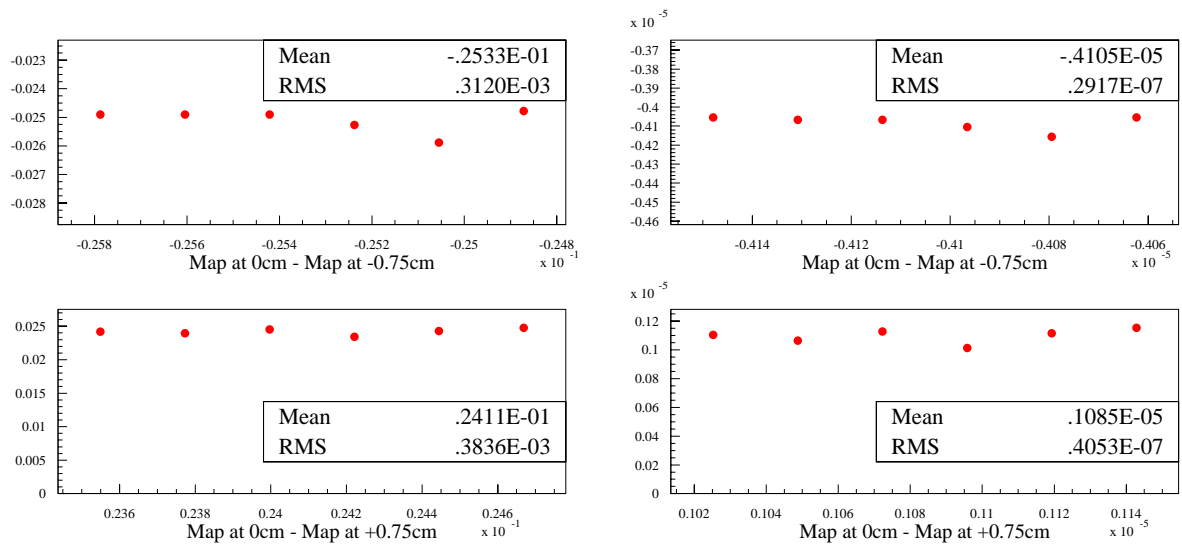 -0.023
-0.024
-0.025
-0.026
-0.027
-0.028
Mean -.2533E-01
RMS .3120E-03
-0.258 -0.256 -0.254 -0.252 -0.25 -0.248
x 10 -1
Map at 0cm - Map at -0.75cm
x 10 -5
-0.37
-0.38
-0.39
-0.4
-0.41
-0.42
-0.43
-0.44
-0.45
-0.46
Mean -.4105E-05
RMS .2917E-07
-0.414 -0.412 -0.41 -0.408 -0.406
x 10 -5
Map at 0cm - Map at -0.75cm
0.025
0.02
0.015
0.01
0.005
0
Mean .2411E-01
RMS .3836E-03
0.236 0.238 0.24 0.242 0.244 0.246
x 10 -1
Map at 0cm - Map at +0.75cm
x 10 -5
0.12
0.1
0.08
0.06
0.04
0.02
0
Mean .1085E-05
RMS .4053E-07
0.102 0.104 0.106 0.108 0.11 0.112 0.114
x 10 -5
Map at 0cm - Map at +0.75cm